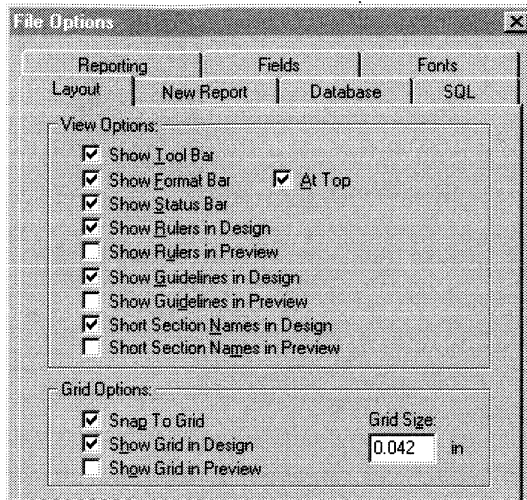 File Options
Reporting Fields Fonts
Layout New Report Database SQL
View Options:
Show Tool Bar
Show Format Bar At Top
Show Status Bar
Show Rulers in Design
Show Rulers in Preview
Show Guidelines in Design
Show Guidelines in Preview
Short Section Names in Design
Short Section Names in Preview
Grid Options:
Snap To Grid Grid Size:
Show Grid in Design 0.042 in
Show Grid in Preview